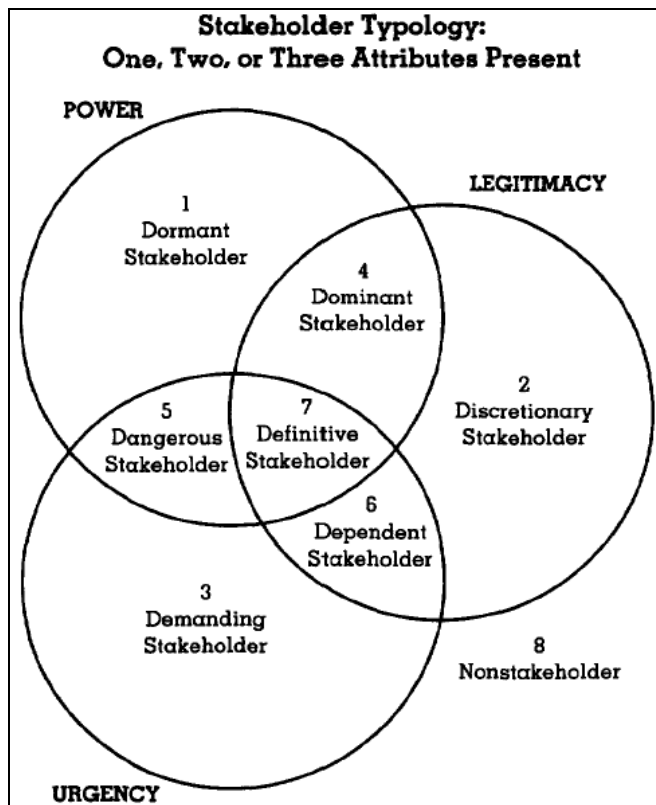 Stakeholder Typology:
One, Two, or Three Attributes Present
POWER
LEGITIMACY
1
Dormant
Stakeholder
4
Dominant
Stakeholder
2
Discretionary
Stakeholder
5
Dangerous
Stakeholder
7
Definitive
Stakeholder
6
Dependent
Stakeholder
3
Demanding
Stakeholder
8
Nonstakeholder
URGENCY